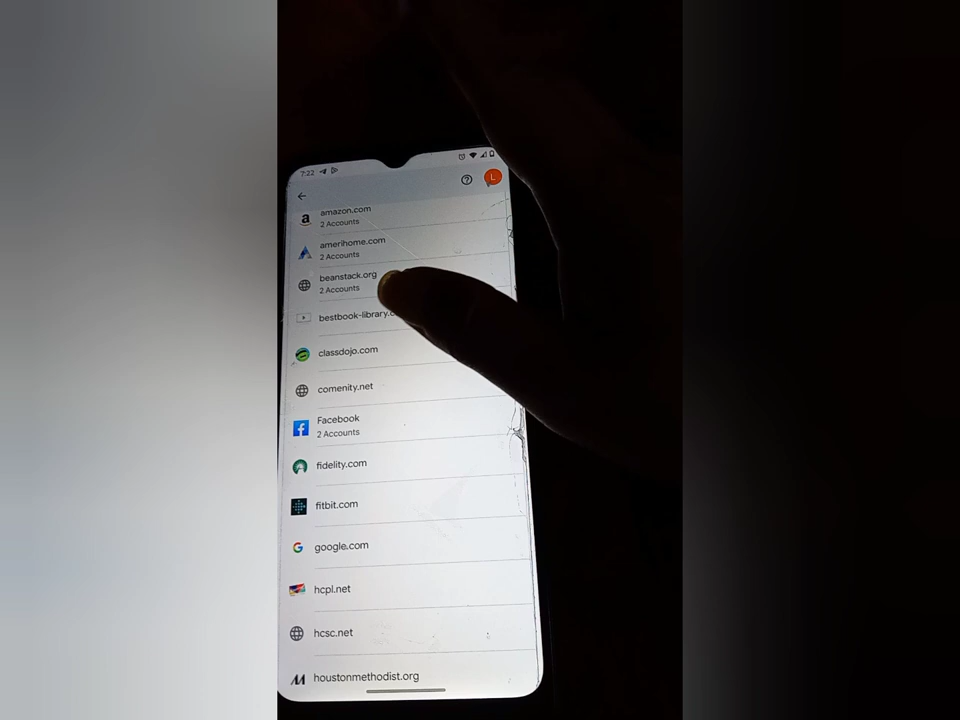 7:22
L
amazon.com
2 Accounts
amerihome.com
2 Accounts
beanstack.org
2 Accounts
bestbook-library.c
classdojo.com
comenity.net
Facebook
2 Accounts
fidelity.com
fitbit.com
google.com
hcpl.net
hcsc.net
houstonmethodist.org